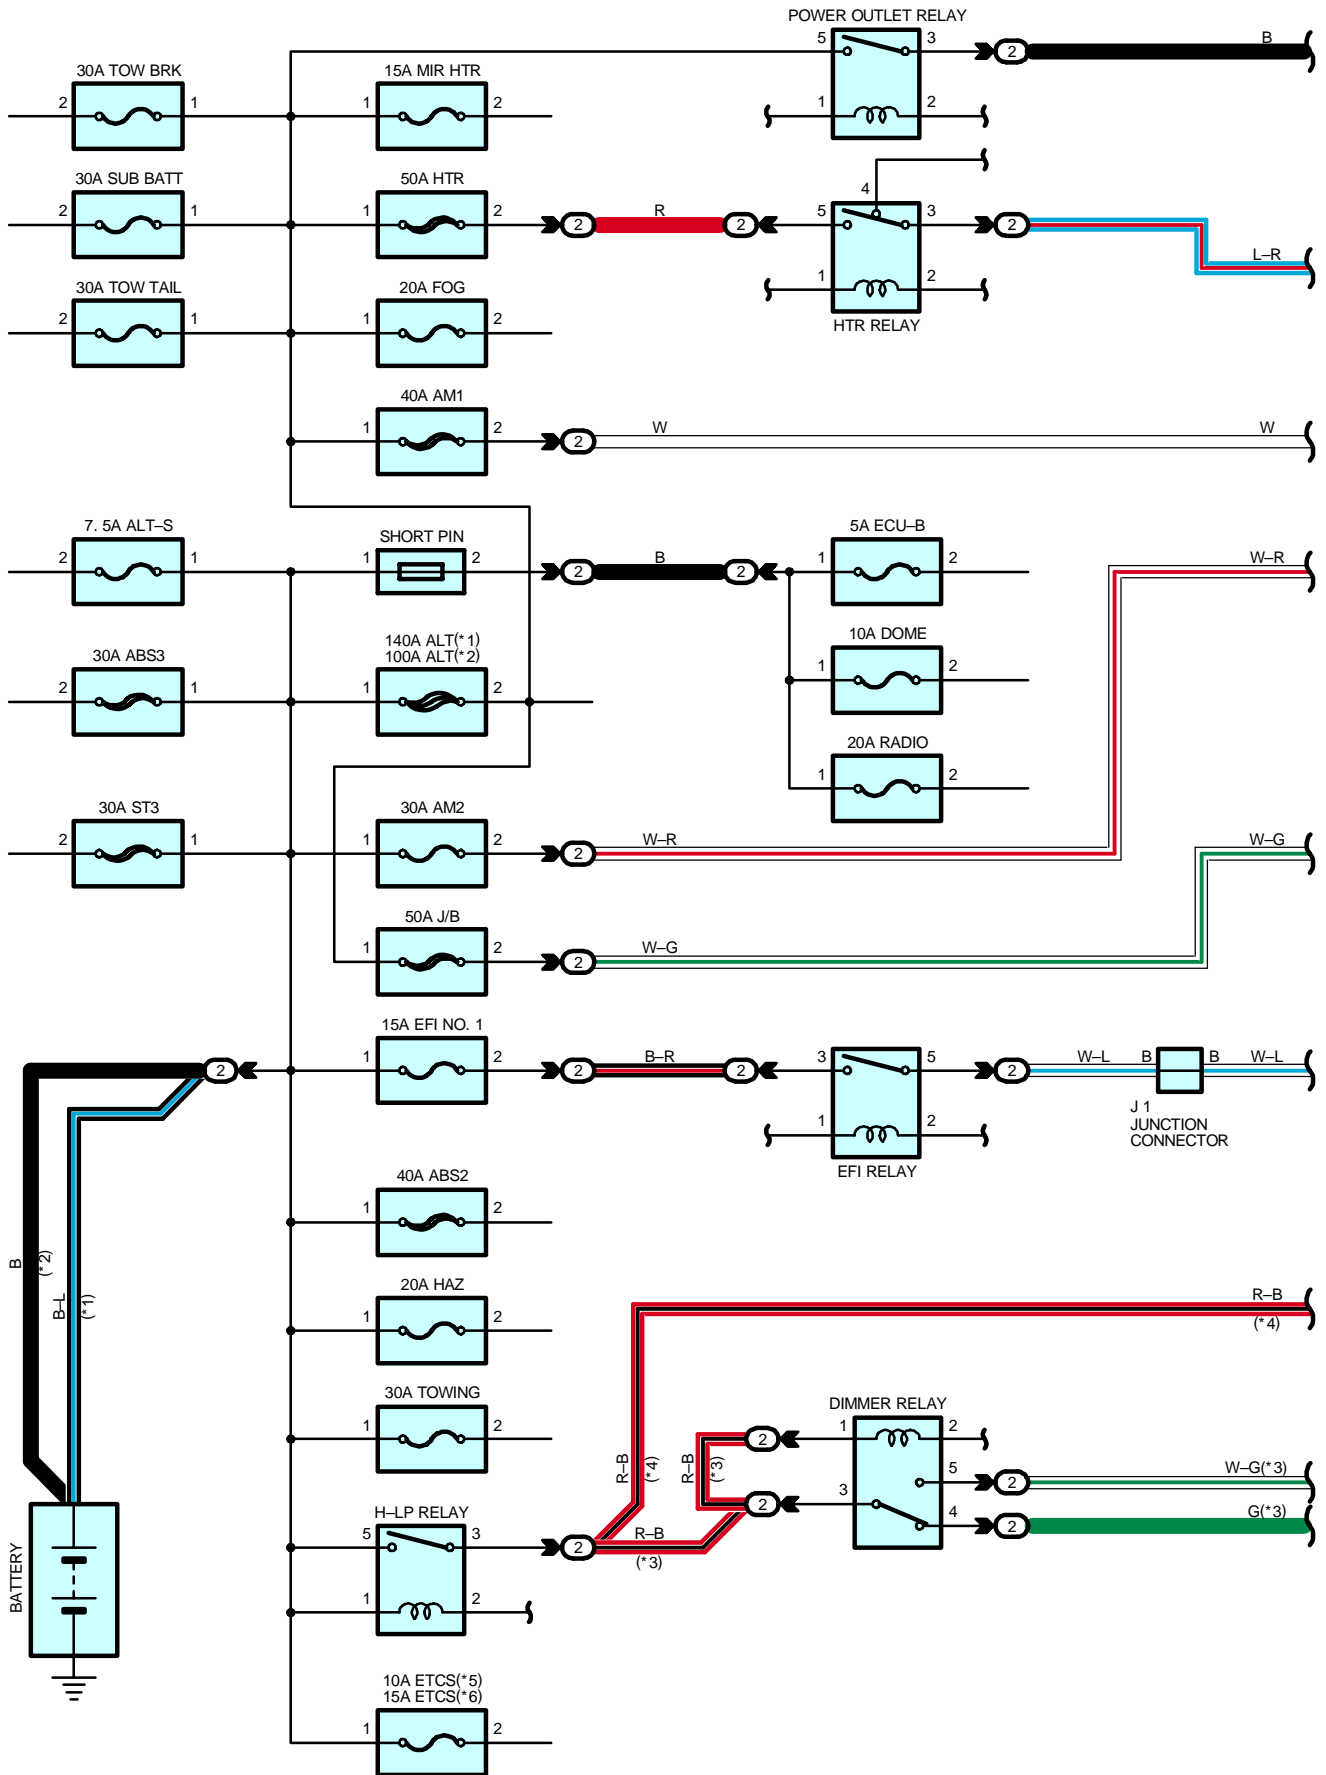 POWER OUTLET RELAY
5 3 2 B
1 2
30A TOW BRK
2 1
15A MIR HTR
1 2
30A SUB BATT
2 1
50A HTR
1 2 2 R 2
4
5 3 2 L–R
1 2
HTR RELAY
30A TOW TAIL
2 1
20A FOG
1 2
40A AM1
1 2 2 W W
7. 5A ALT–S
2 1
SHORT PIN
1 2 2 B 2
5A ECU–B
1 2
W–R
30A ABS3
2 1
140A ALT(*1)
100A ALT(*2)
1 2
10A DOME
1 2
20A RADIO
1 2
30A ST3
2 1
30A AM2
1 2 2 W–R
W–G
50A J/B
1 2 2 W–G
15A EFI NO. 1
2 1 2 2 B–R 2
3 5 2 W–L B B W–L
1 2
EFI RELAY
J 1
JUNCTION
CONNECTOR
40A ABS2
1 2
B
(*2)
B–L
(*1)
20A HAZ
1 2
R–B
(*4)
30A TOWING
1 2
R–B
(*4)
R–B
(*3)
DIMMER RELAY
2 1 2
5 2 W–G(*3)
2 3
4 2 G(*3)
H–LP RELAY
5 3 2 R–B
(*3)
1 2
BATTERY
10A ETCS(*5)
15A ETCS(*6)
1 2